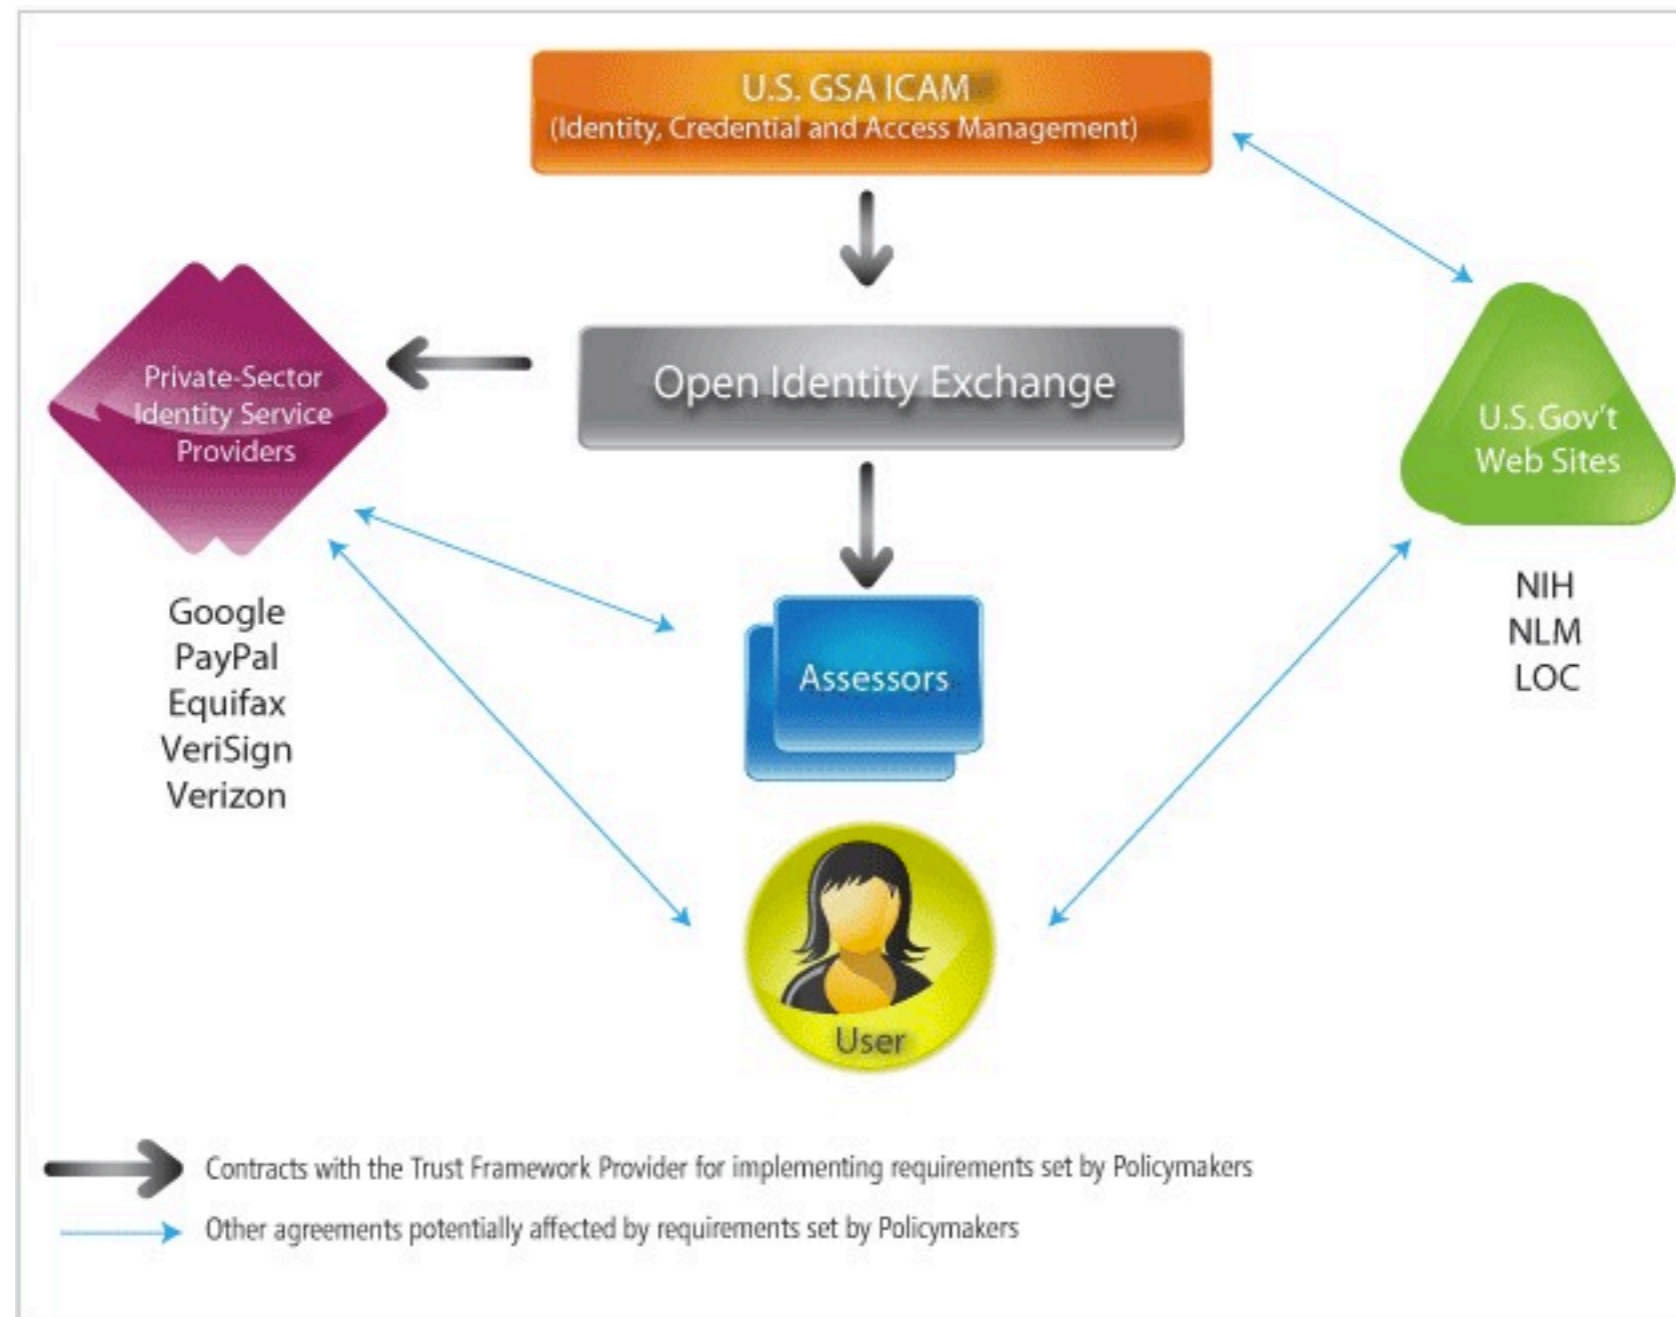 U.S. GSA ICAM
(Identity, Credential and Access Management)
Open Identity Exchange
Private-Sector
Identity Service
Providers
U.S. Gov't
Web Sites
Google
PayPal
Equifax
VeriSign
Verizon
NIH
NLM
LOC
Assessors
User
Contracts with the Trust Framework Provider for implementing requirements set by Policymakers
Other agreements potentially affected by requirements set by Policymakers